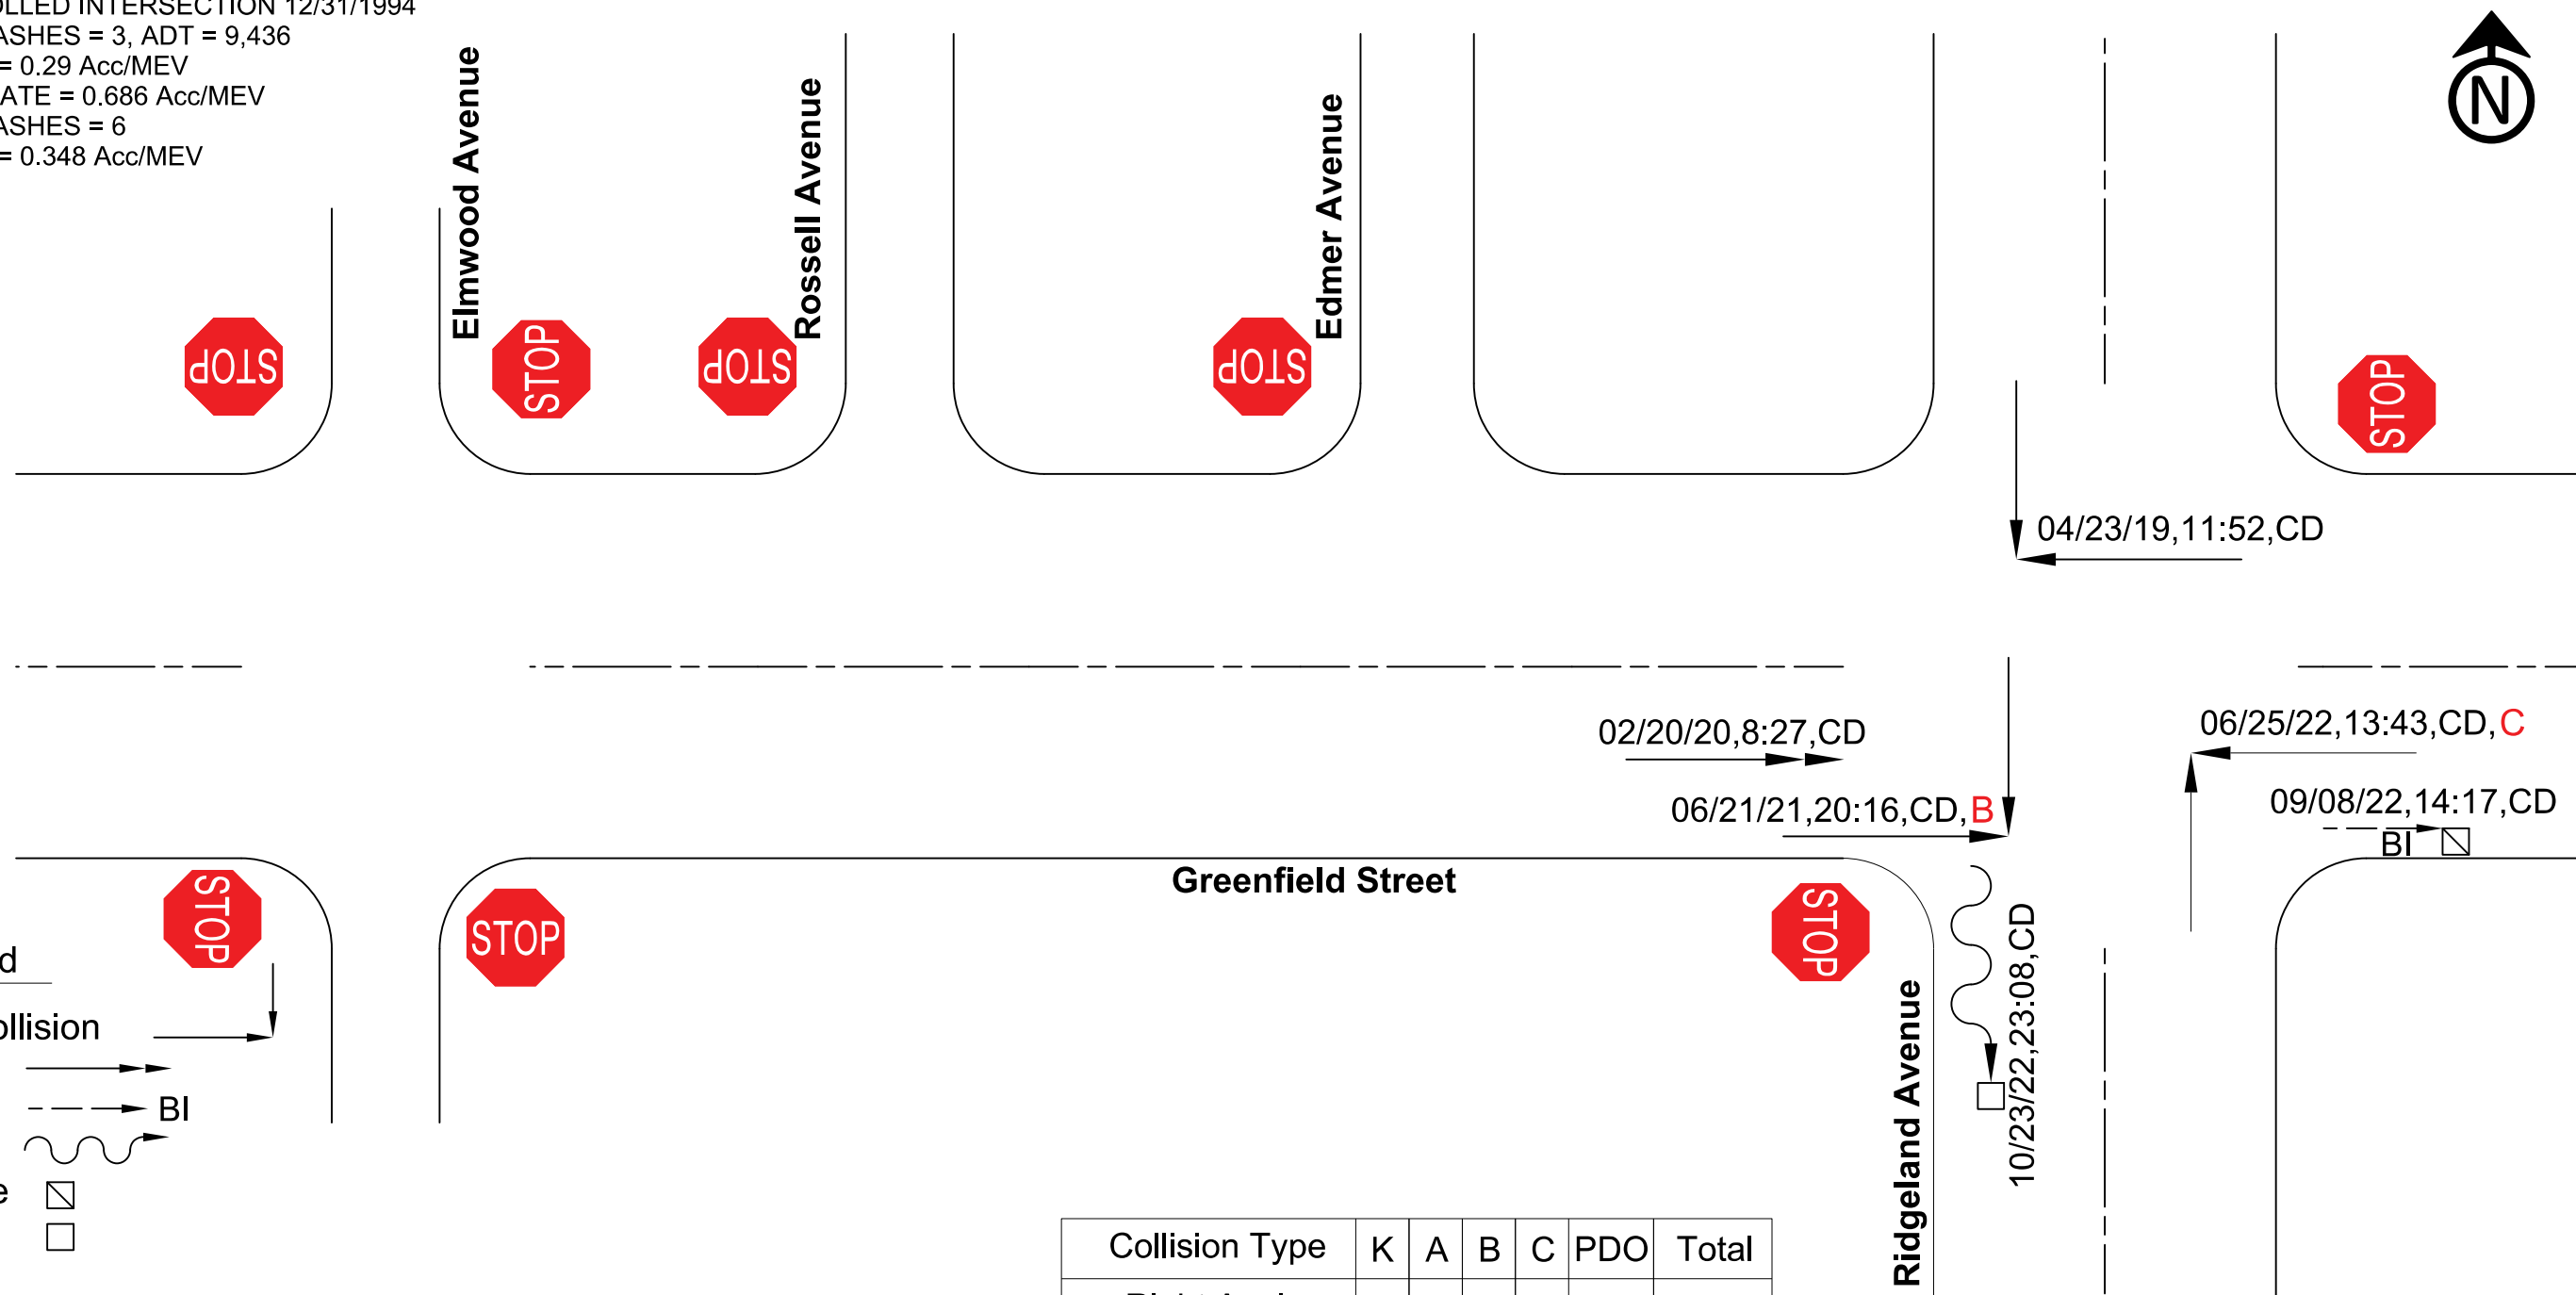 INTERSECTION 12/31/1994
= 3, ADT = 9,436
= 0.29 Acc/MEV
= 0.686 Acc/MEV
= 6
= 0.348 Acc/MEV
Elmwood Avenue
Rossell Avenue
Edmer Avenue
N
STOP
STOP
STOP
STOP
STOP
04/23/19,11:52,CD
02/20/20,8:27,CD
06/25/22,13:43,CD,C
06/21/21,20:16,CD,B
09/08/22,14:17,CD
BI
Greenfield Street
STOP
STOP
STOP
Ridgeland Avenue
10/23/22,23:08,CD
BI
Collision Type K A B C PDO Total